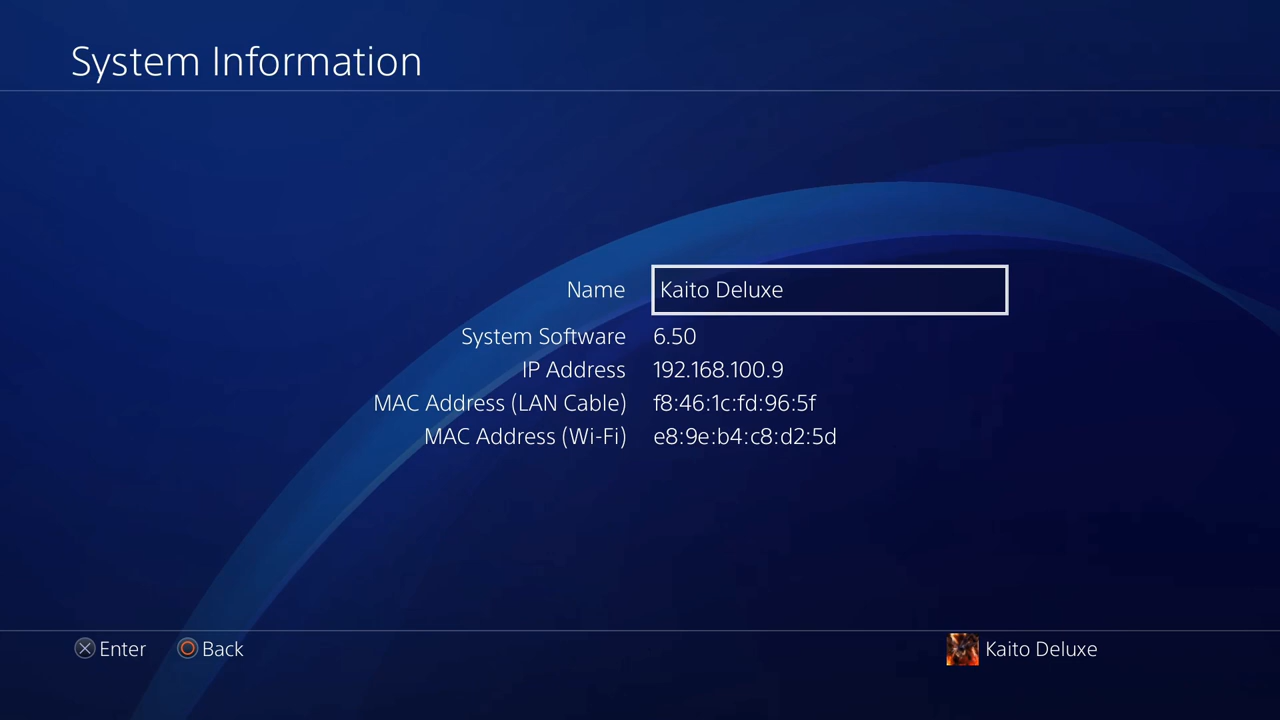 System Information
Name Kaito Deluxe
System Software 6.50
IP Address 192.168.100.9
MAC Address (LAN Cable) f8:46:1c:fd:96:5f
MAC Address (Wi-Fi) e8:9e:b4:c8:d2:5d
Enter Back Kaito Deluxe